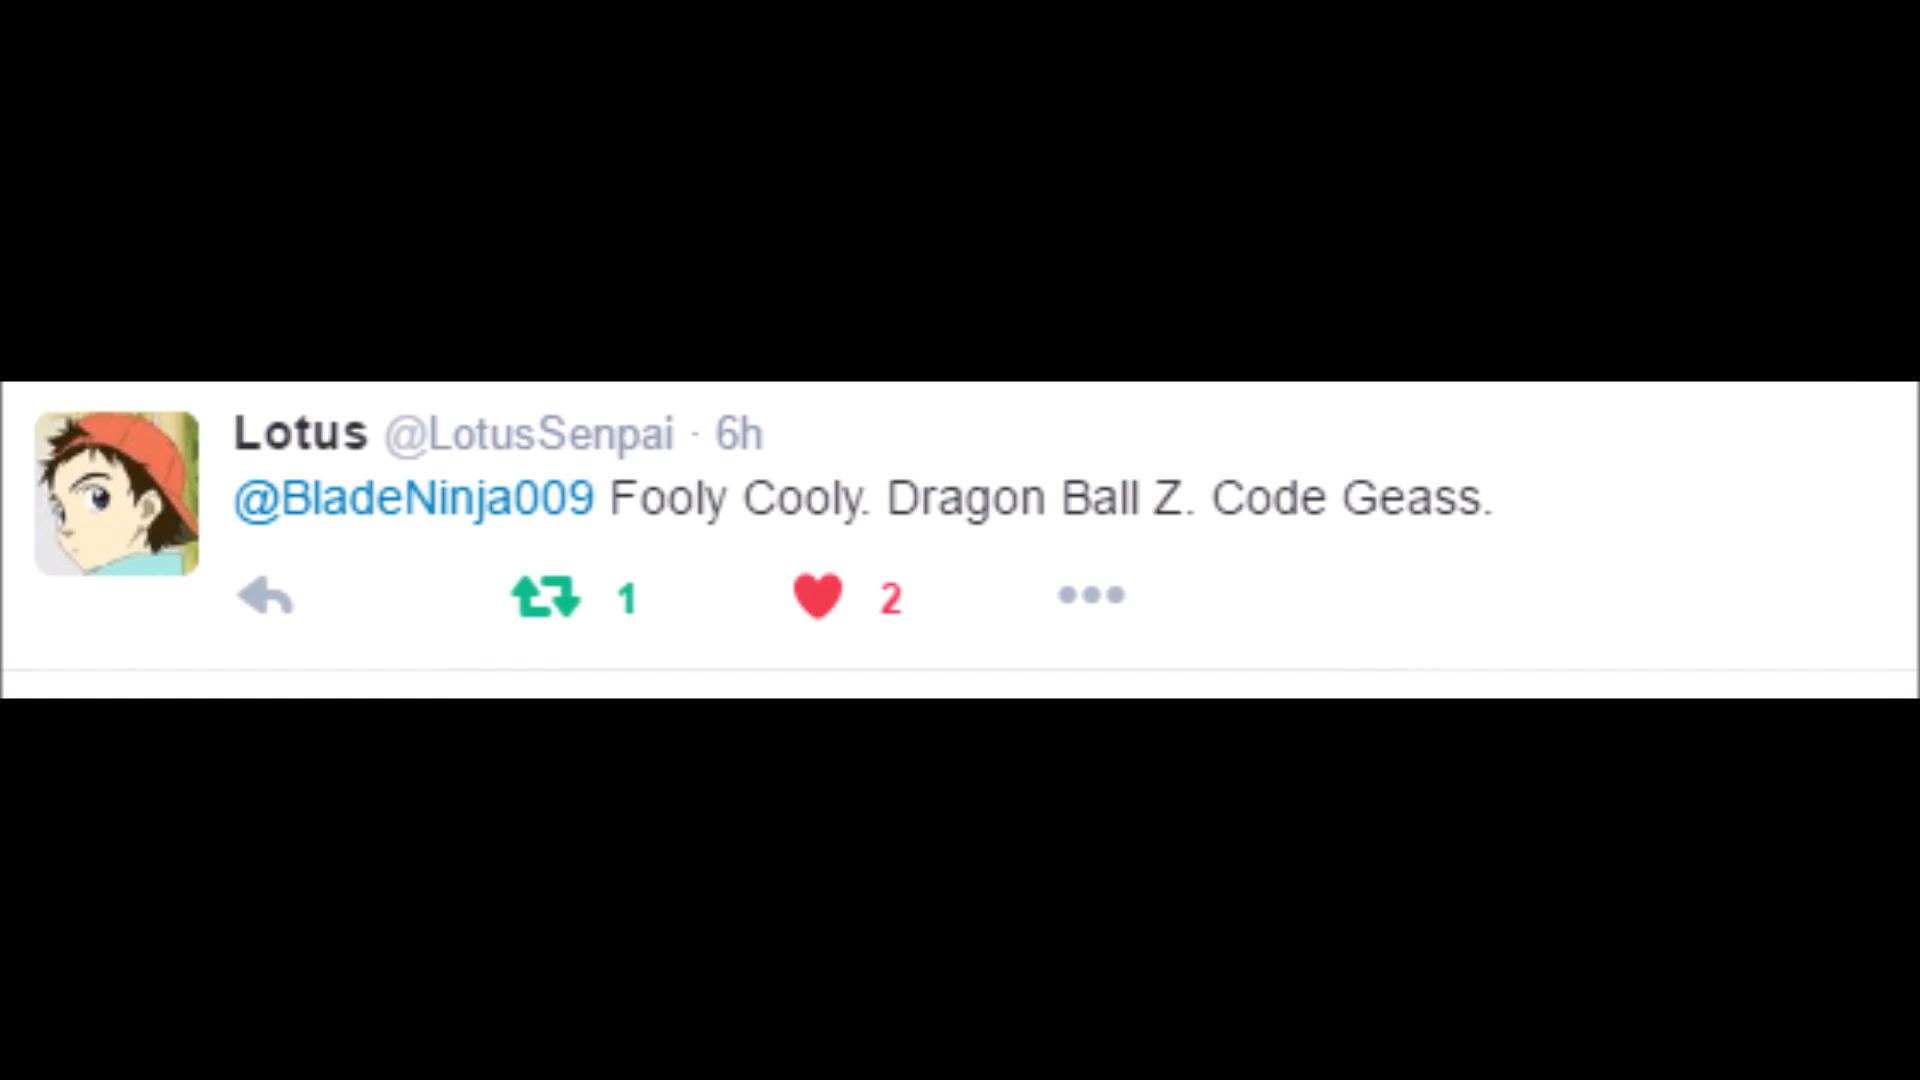 Lotus @LotusSenpai · 6h
@BladeNinja009 Fooly Cooly. Dragon Ball Z. Code Geass.
1 2